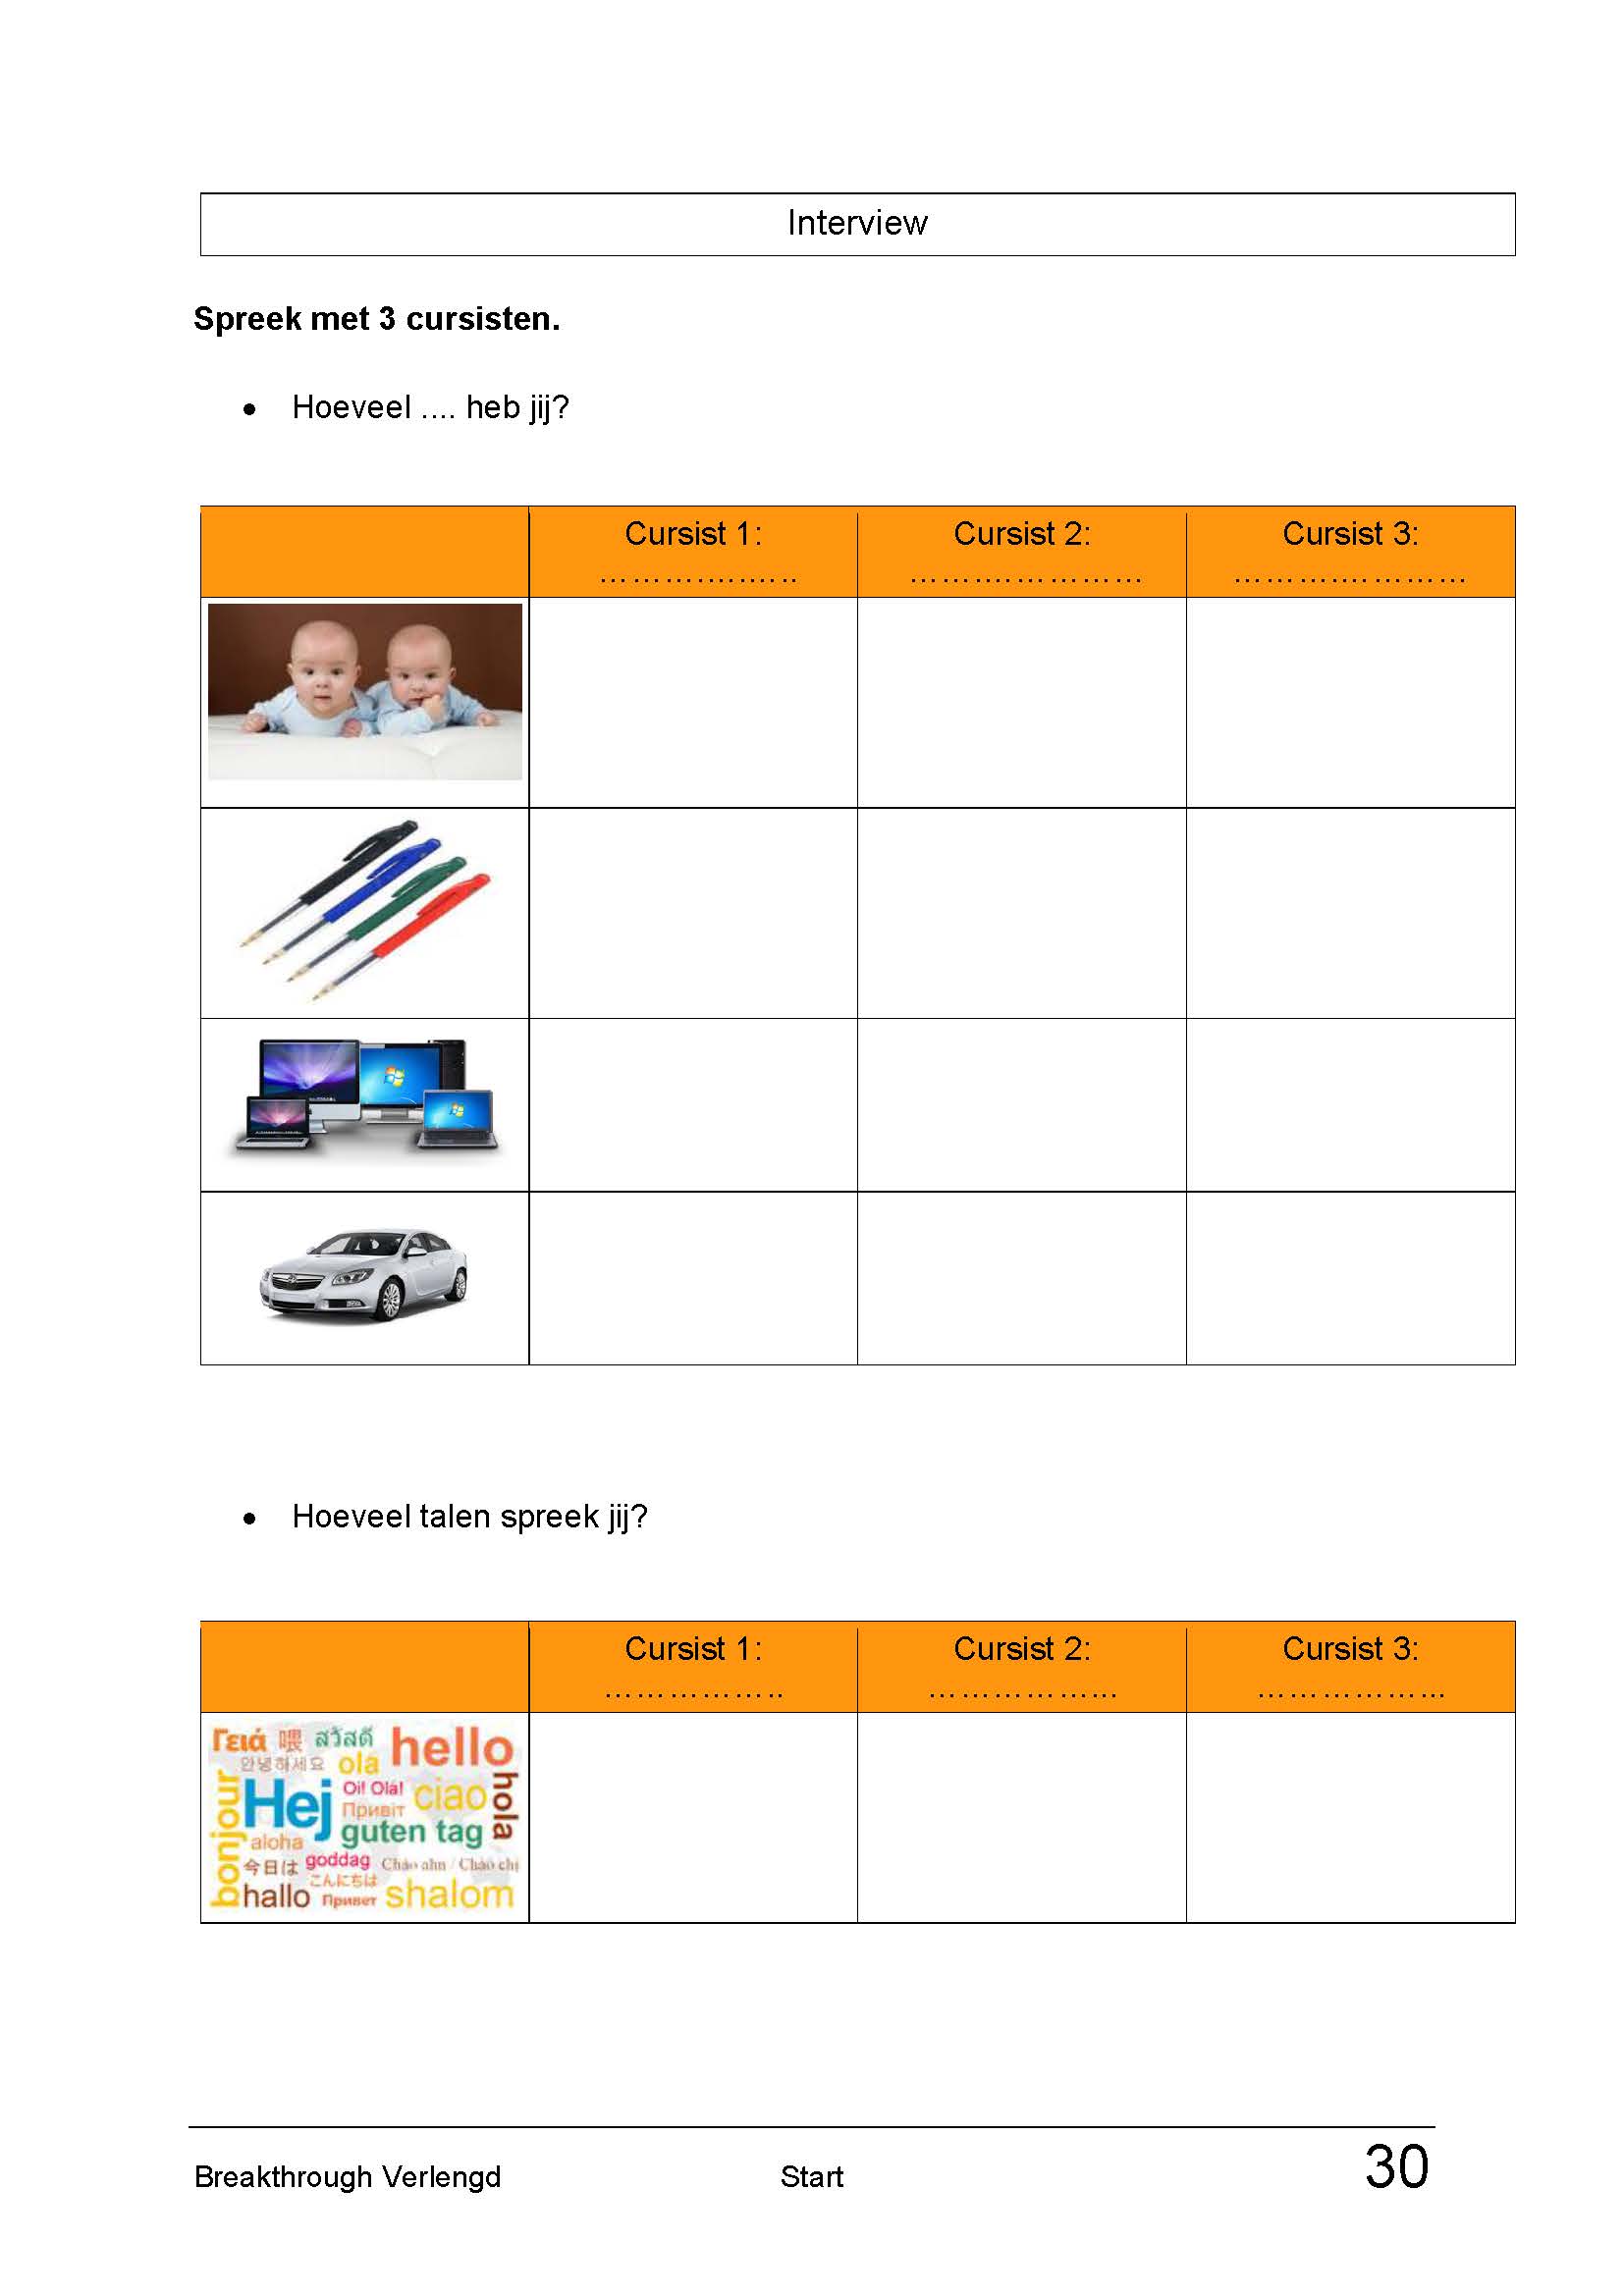 Interview
Spreek met 3 cursisten.
• Hoeveel .... heb jij?
Cursist 1: Cursist 2: Cursist 3:
................. ..................... .....................
• Hoeveel talen spreek jij?
Cursist 1: Cursist 2: Cursist 3:
................ ................. .................
Γειά 喂 สวัสดี hello
안녕하세요 ola
bonjour Hej Oi! Olá! ciao hola
Привіт
guten tag
aloha
今日は goddag Chào anh / Chào chị
こんにちは
hallo Привет shalom
Breakthrough Verlengd Start 30